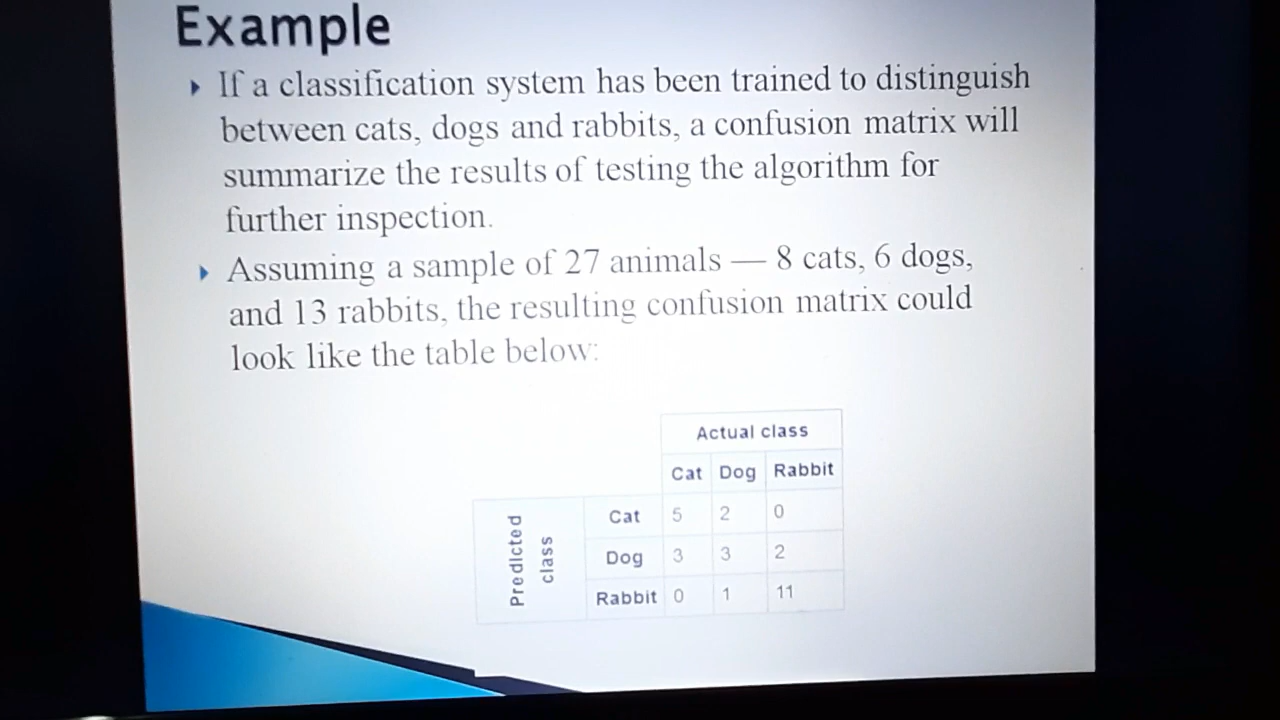 Example
If a classification system has been trained to distinguish
between cats, dogs and rabbits, a confusion matrix will
summarize the results of testing the algorithm for
further inspection.
Assuming a sample of 27 animals — 8 cats, 6 dogs,
and 13 rabbits, the resulting confusion matrix could
look like the table below:
Actual class
Cat Dog Rabbit
Predicted
class
Cat 5 2 0
Dog 3 3 2
Rabbit 0 1 11